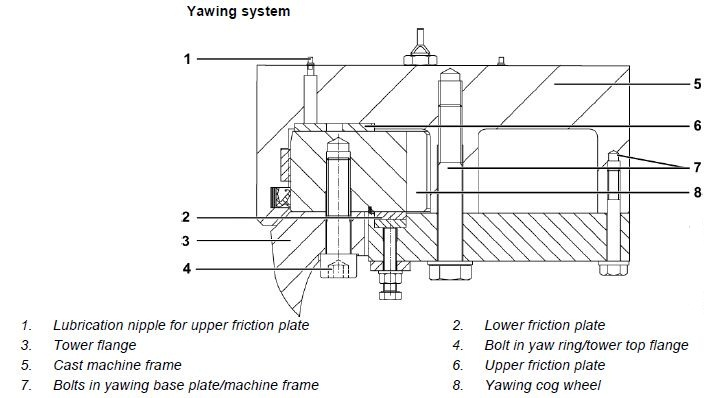 Yawing system
1
5
6
7
8
2
3
4
1. Lubrication nipple for upper friction plate
2. Lower friction plate
3. Tower flange
4. Bolt in yaw ring/tower top flange
5. Cast machine frame
6. Upper friction plate
7. Bolts in yawing base plate/machine frame
8. Yawing cog wheel